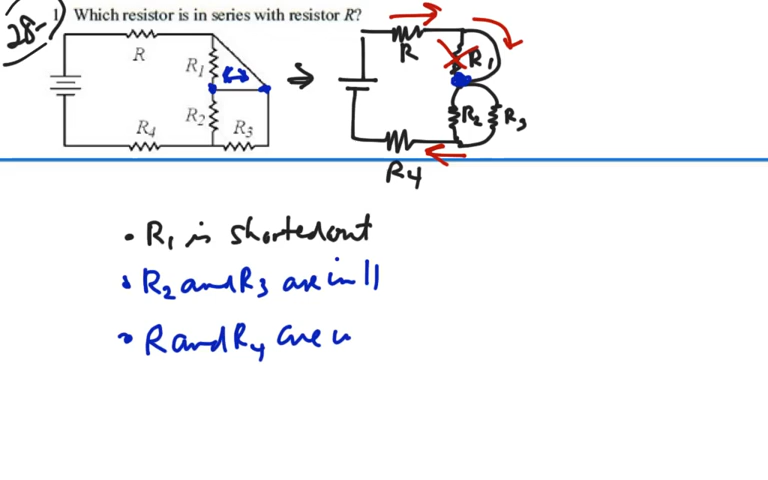 28-1) Which resistor is in series with resistor R?
R
R1
R2
R3
R4
R
R1
R2
R3
R4
• R1 is shorted out
• R2 and R3 are in ||
• R and R4 are